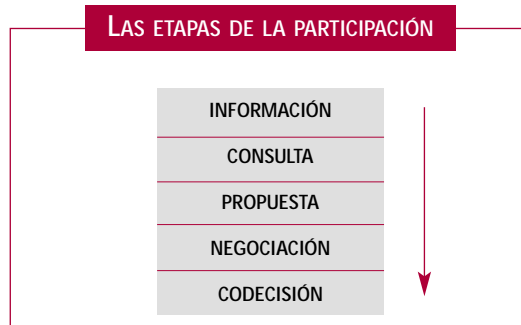 LAS ETAPAS DE LA PARTICIPACIÓN
INFORMACIÓN
CONSULTA
PROPUESTA
NEGOCIACIÓN
CODECISIÓN